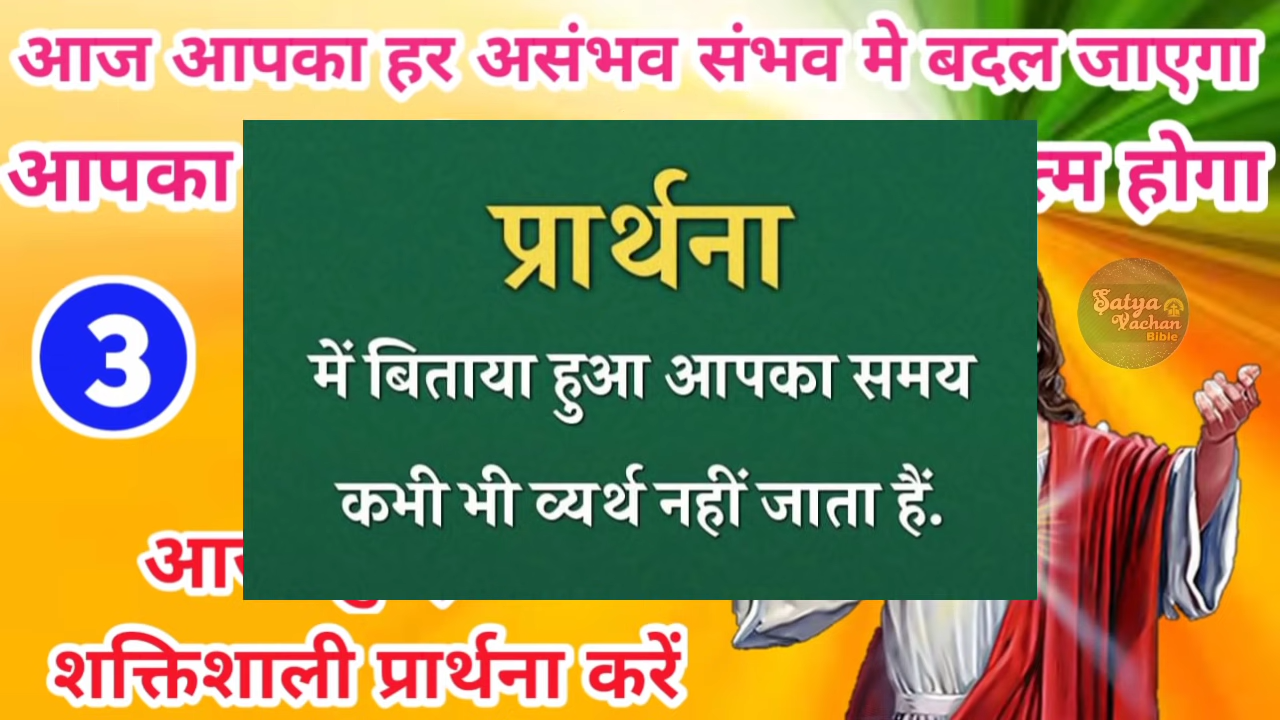 आज आपका हर असंभव संभव मे बदल जाएगा
आपका होगा
प्रार्थना
में बिताया हुआ आपका समय
कभी भी व्यर्थ नहीं जाता हैं.
3
Satya
Vachan
Bible
शक्तिशाली प्रार्थना करें